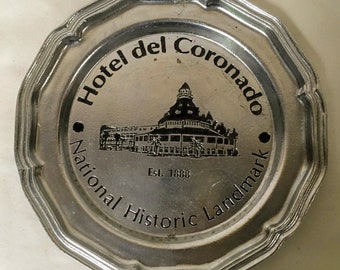 Hotel del Coronado
Est. 1888
National Historic Landmark